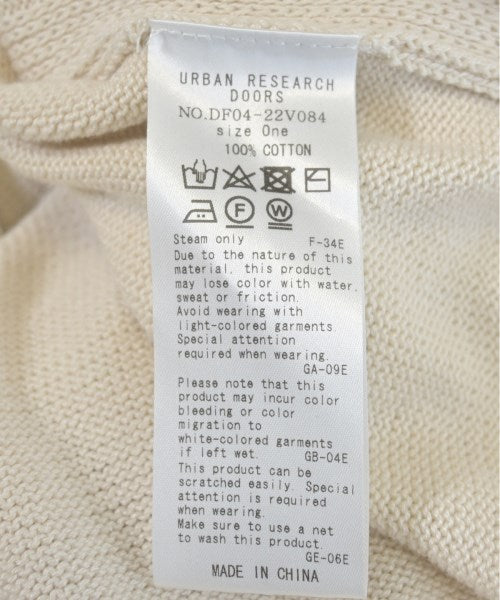 URBAN RESEARCH
DOORS
NO.DF04-22V084
size One
100% COTTON
F
W
Steam only F-34E
Due to the nature of this
material, this product
may lose color with water,
sweat or friction.
Avoid wearing with
light-colored garments
Special attention
required when wearing.
GA-09E
Please note that this
product may incur color
bleeding or color
migration to
white-colored garments
if left wet. GB-04E
This product can be
scratched easily. Special
attention is required
when wearing.
Make sure to use a net
to wash this product.
GE-06E
MADE IN CHINA